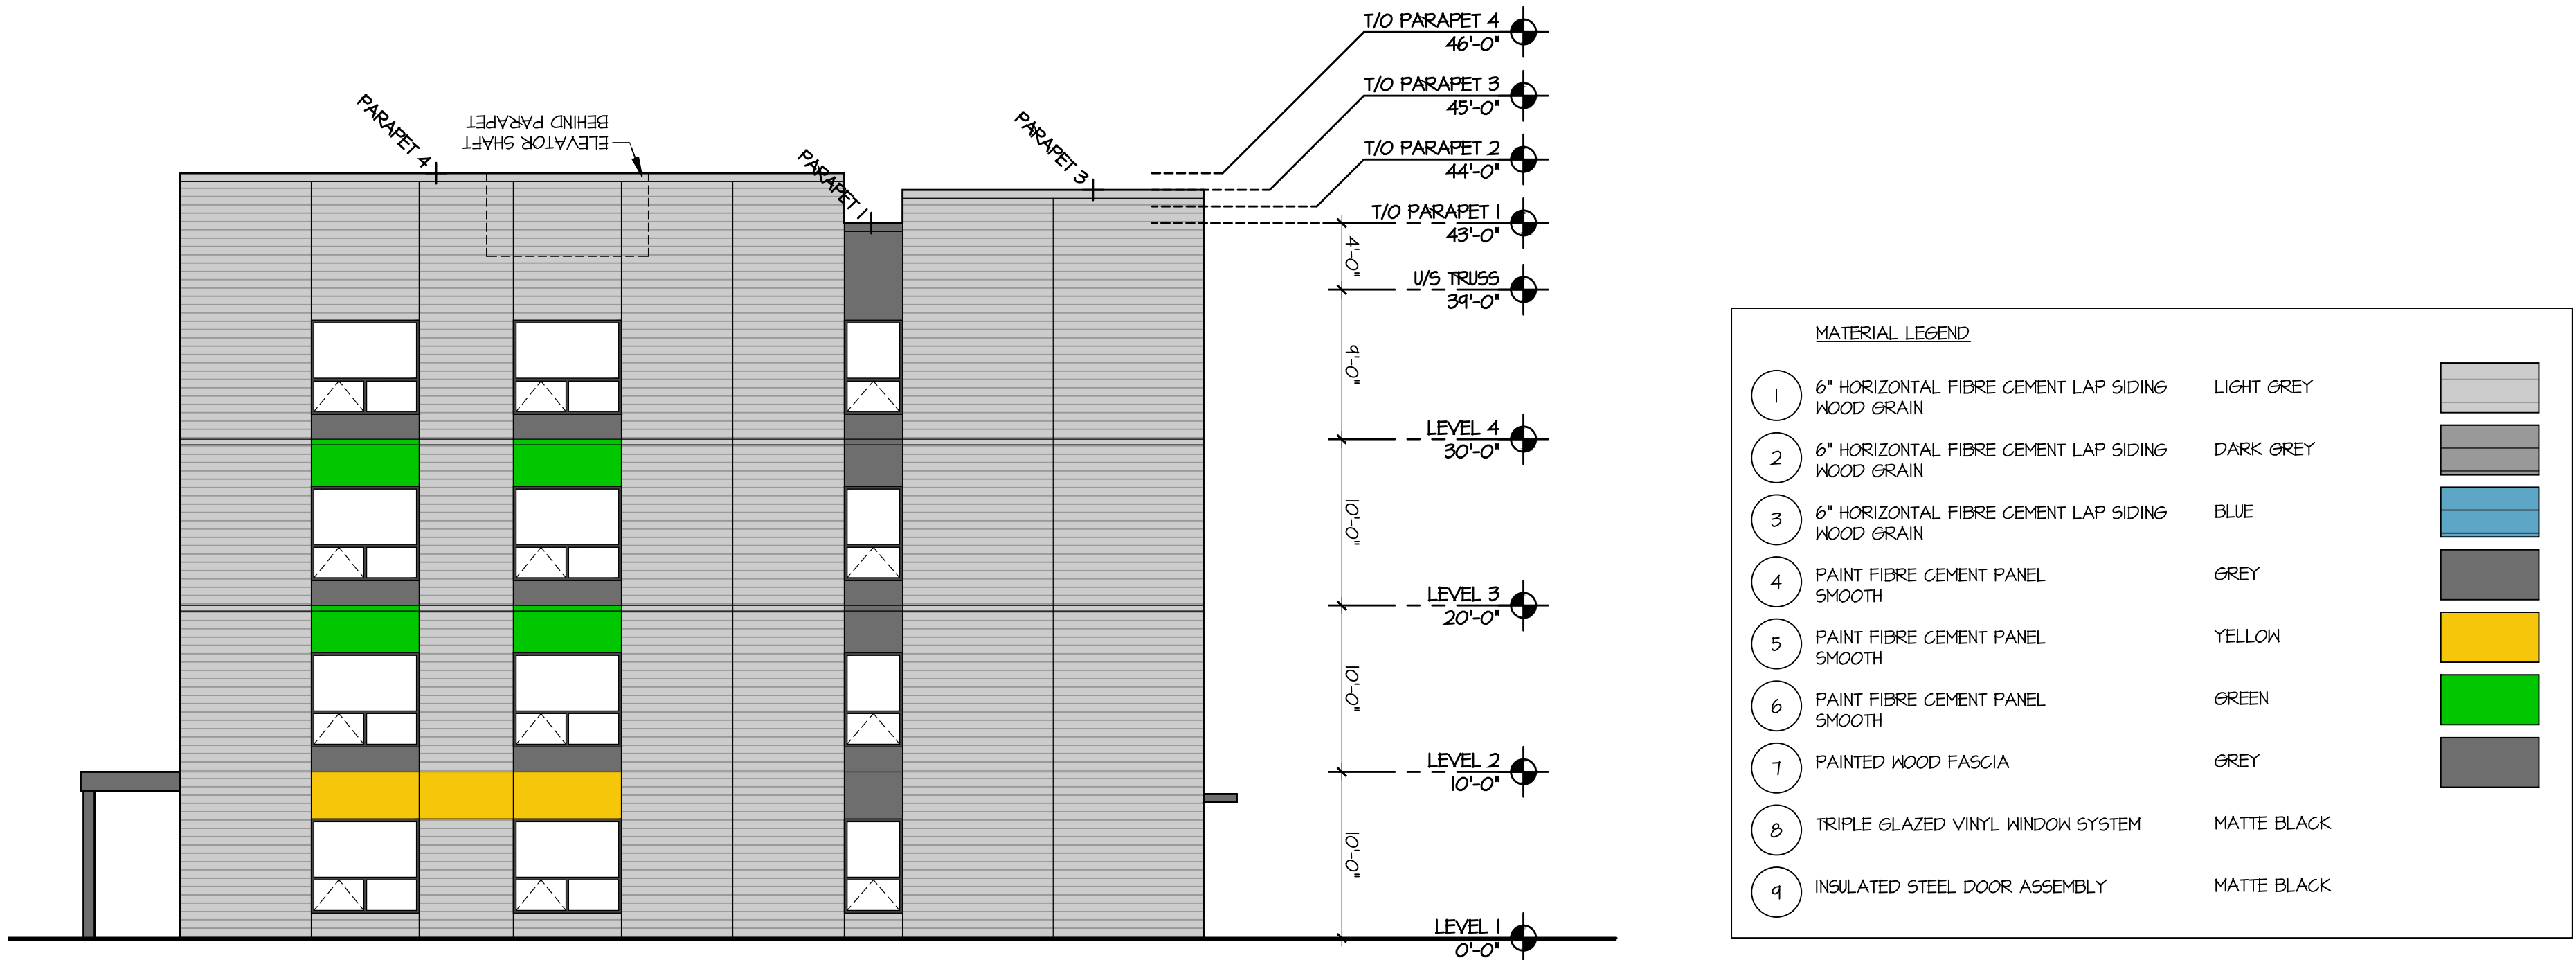 T/O PARAPET 4
46'-0"
T/O PARAPET 3
45'-0"
T/O PARAPET 2
44'-0"
T/O PARAPET 1
43'-0"
U/S TRUSS
39'-0"
LEVEL 4
30'-0"
LEVEL 3
20'-0"
LEVEL 2
10'-0"
LEVEL 1
0'-0"
4'-0"
9'-0"
10'-0"
10'-0"
10'-0"
PARAPET 4
ELEVATOR SHAFT
BEHIND PARAPET
PARAPET 1
PARAPET 3
MATERIAL LEGEND
1 6" HORIZONTAL FIBRE CEMENT LAP SIDING LIGHT GREY
WOOD GRAIN
2 6" HORIZONTAL FIBRE CEMENT LAP SIDING DARK GREY
WOOD GRAIN
3 6" HORIZONTAL FIBRE CEMENT LAP SIDING BLUE
WOOD GRAIN
4 PAINT FIBRE CEMENT PANEL GREY
SMOOTH
5 PAINT FIBRE CEMENT PANEL YELLOW
SMOOTH
6 PAINT FIBRE CEMENT PANEL GREEN
SMOOTH
7 PAINTED WOOD FASCIA GREY
8 TRIPLE GLAZED VINYL WINDOW SYSTEM MATTE BLACK
9 INSULATED STEEL DOOR ASSEMBLY MATTE BLACK